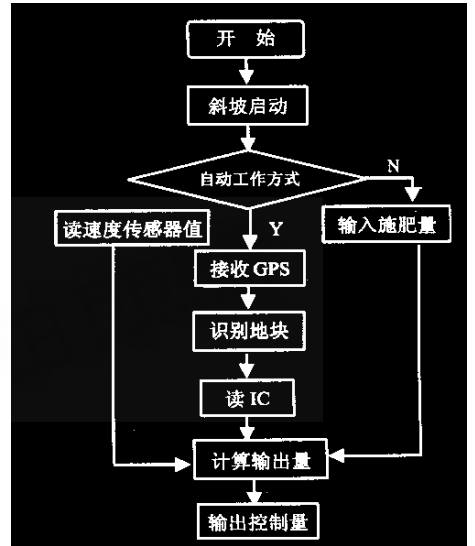 开 始
斜坡启动
自动工作方式
N
读速度传感器值
Y
输入施肥量
接收 GPS
识别地块
读 IC
计算输出量
输出控制量